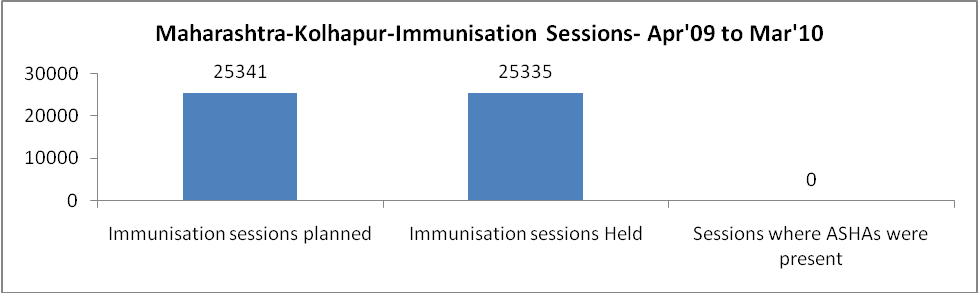 Maharashtra-Kolhapur-Immunisation Sessions- Apr'09 to Mar'10
25341
25335
0
30000
20000
10000
0
Immunisation sessions planned
Immunisation sessions Held
Sessions where ASHAs were
present